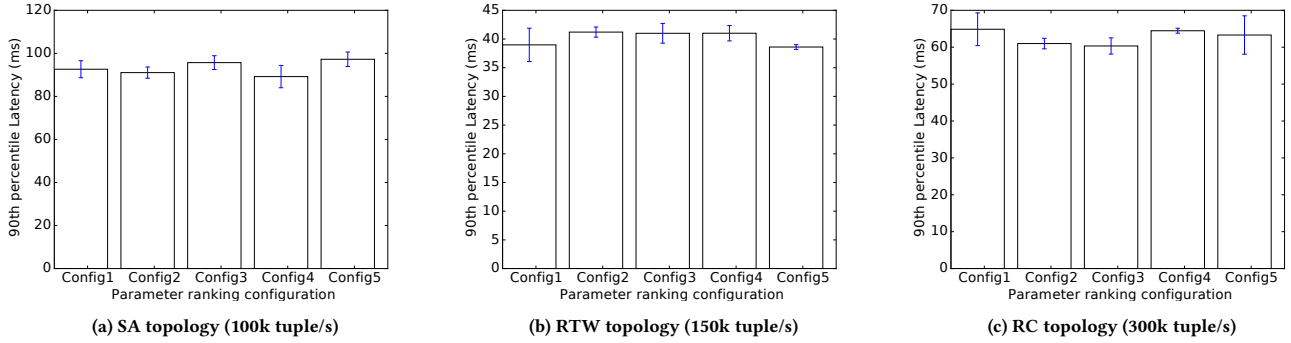 120
100
80
60
40
20
0
90th percentile Latency (ms)
Config1 Config2 Config3 Config4 Config5
Parameter ranking configuration
(a) SA topology (100k tuple/s)
45
40
35
30
25
20
15
10
5
0
90th percentile Latency (ms)
Config1 Config2 Config3 Config4 Config5
Parameter ranking configuration
(b) RTW topology (150k tuple/s)
70
60
50
40
30
20
10
0
90th percentile Latency (ms)
Config1 Config2 Config3 Config4 Config5
Parameter ranking configuration
(c) RC topology (300k tuple/s)